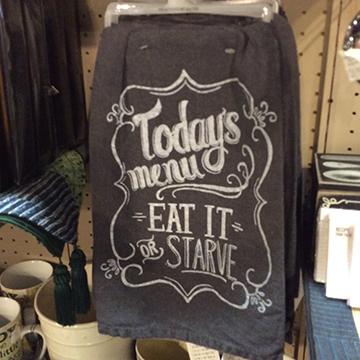 Today's
menu
EAT IT
OR STARVE